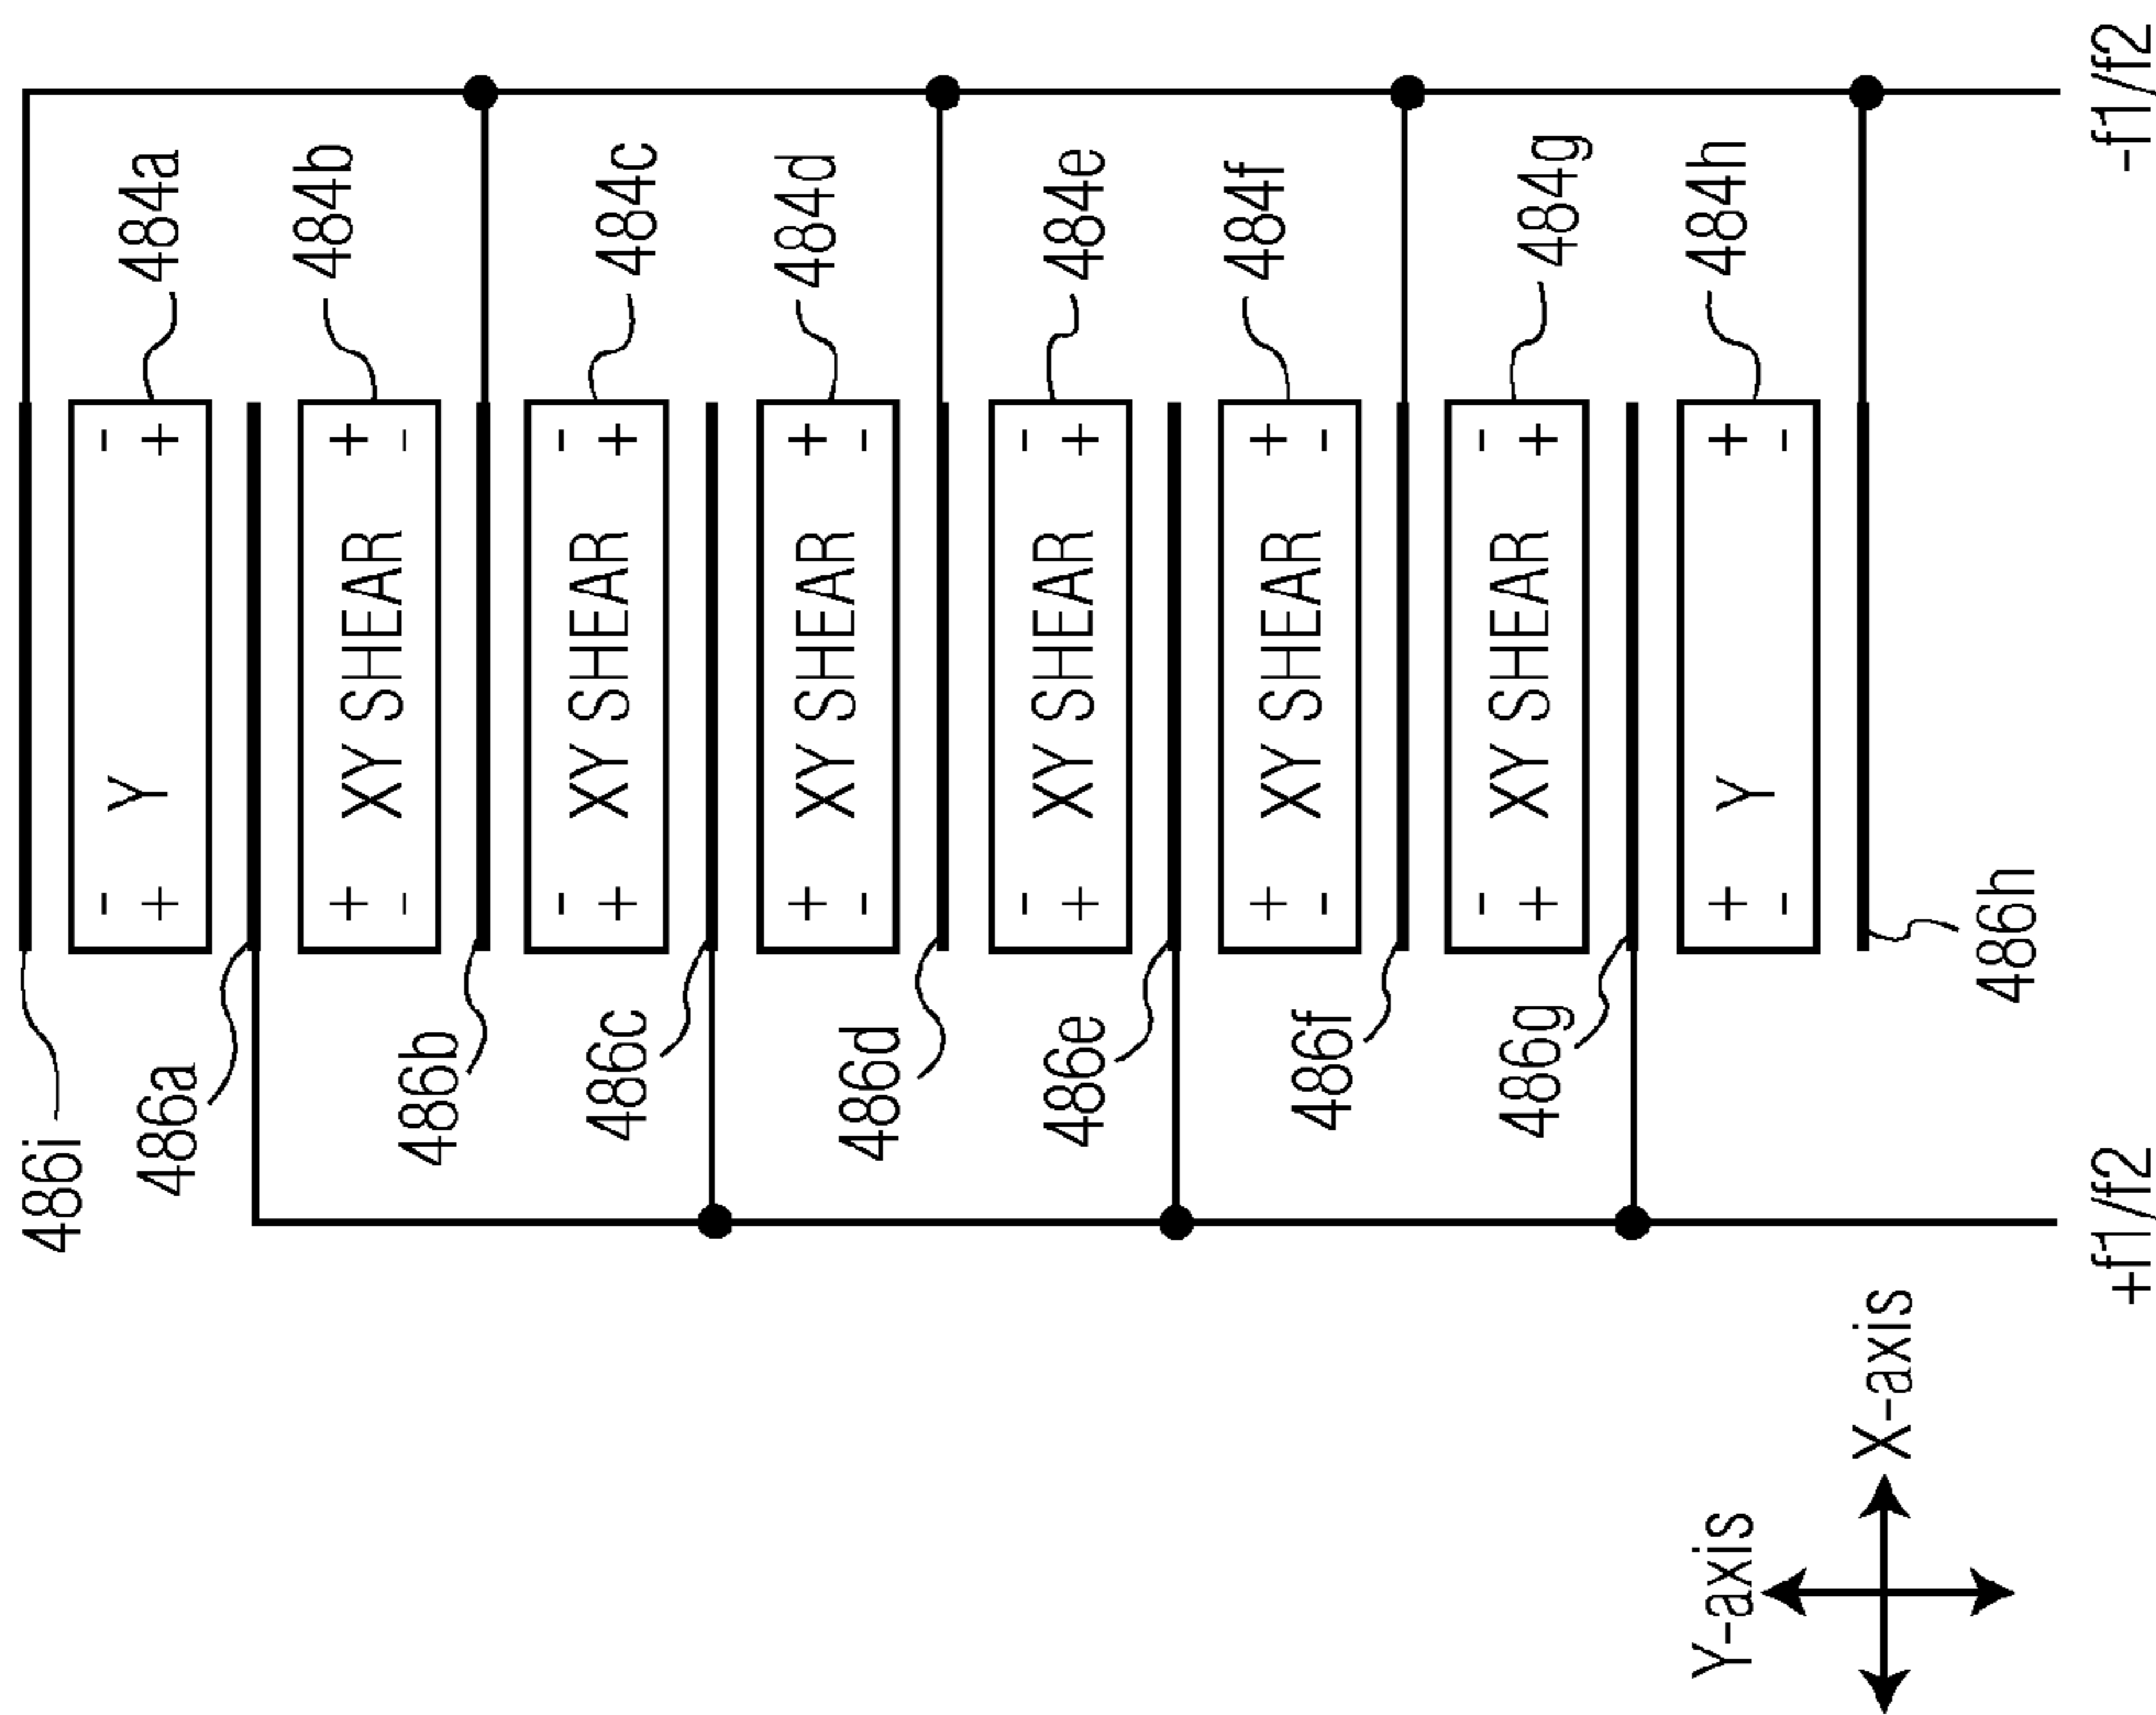 486i
- -
Y
+ +
484a
486a
+ +
XY SHEAR
- -
484b
486b
- -
XY SHEAR
+ +
484c
486c
+ +
XY SHEAR
- -
484d
486d
- -
XY SHEAR
+ +
484e
486e
+ +
XY SHEAR
- -
484f
486f
- -
XY SHEAR
+ +
484g
486g
+ +
Y
- -
484h
486h
Y-axis
X-axis
+f1/f2
-f1/f2